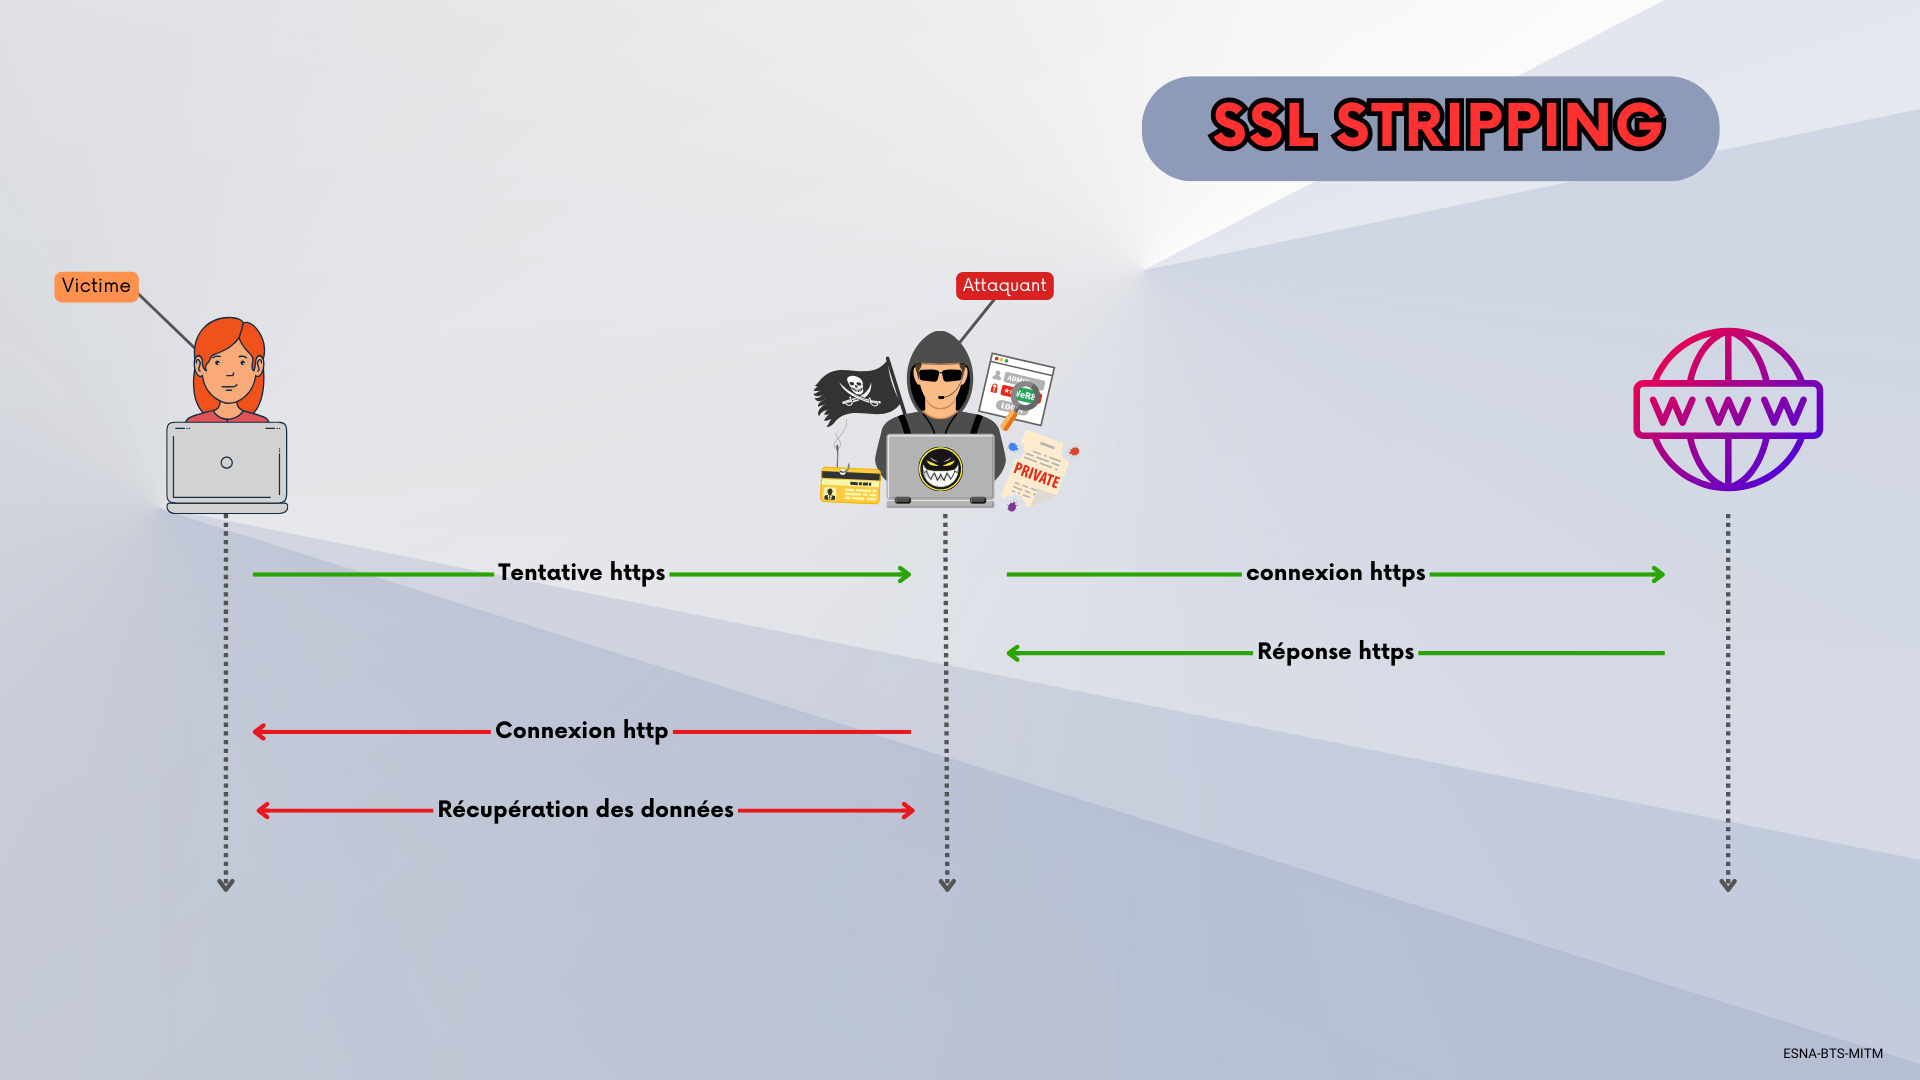 SSL STRIPPING
Victime
Attaquant
PRIVATE
WWW
Tentative https
connexion https
Réponse https
Connexion http
Récupération des données
ESNA-BTS-MITM